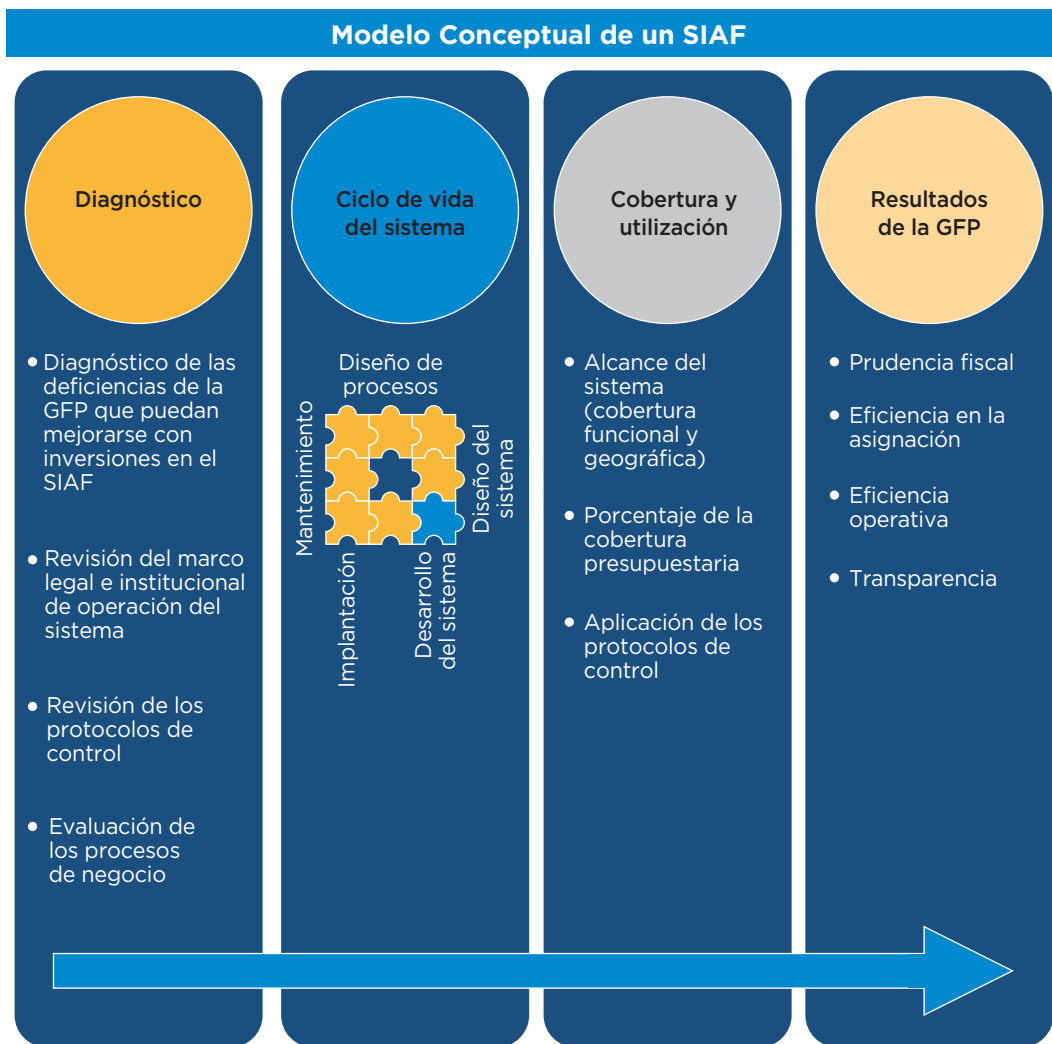 Modelo Conceptual de un SIAF
Diagnóstico
• Diagnóstico de las
deficiencias de la
GFP que puedan
mejorarse con
inversiones en el
SIAF
• Revisión del marco
legal e institucional
de operación del
sistema
• Revisión de los
protocolos de
control
• Evaluación de
los procesos
de negocio
Ciclo de vida
del sistema
Diseño de
procesos
Mantenimiento
Diseño del
sistema
Implantación
Desarrollo
del sistema
Cobertura y
utilización
• Alcance del
sistema
(cobertura
funcional y
geográfica)
• Porcentaje de la
cobertura
presupuestaria
• Aplicación de los
protocolos de
control
Resultados
de la GFP
• Prudencia fiscal
• Eficiencia en la
asignación
• Eficiencia
operativa
• Transparencia